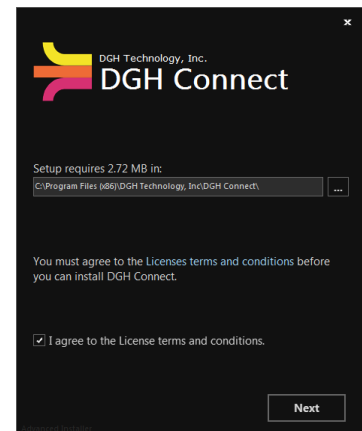 x
DGH Technology, Inc.
DGH Connect
Setup requires 2.72 MB in:
C:\Program Files (x86)\DGH Technology, Inc\DGH Connect\
...
You must agree to the Licenses terms and conditions before
you can install DGH Connect.
I agree to the License terms and conditions.
Next
Advanced Installer